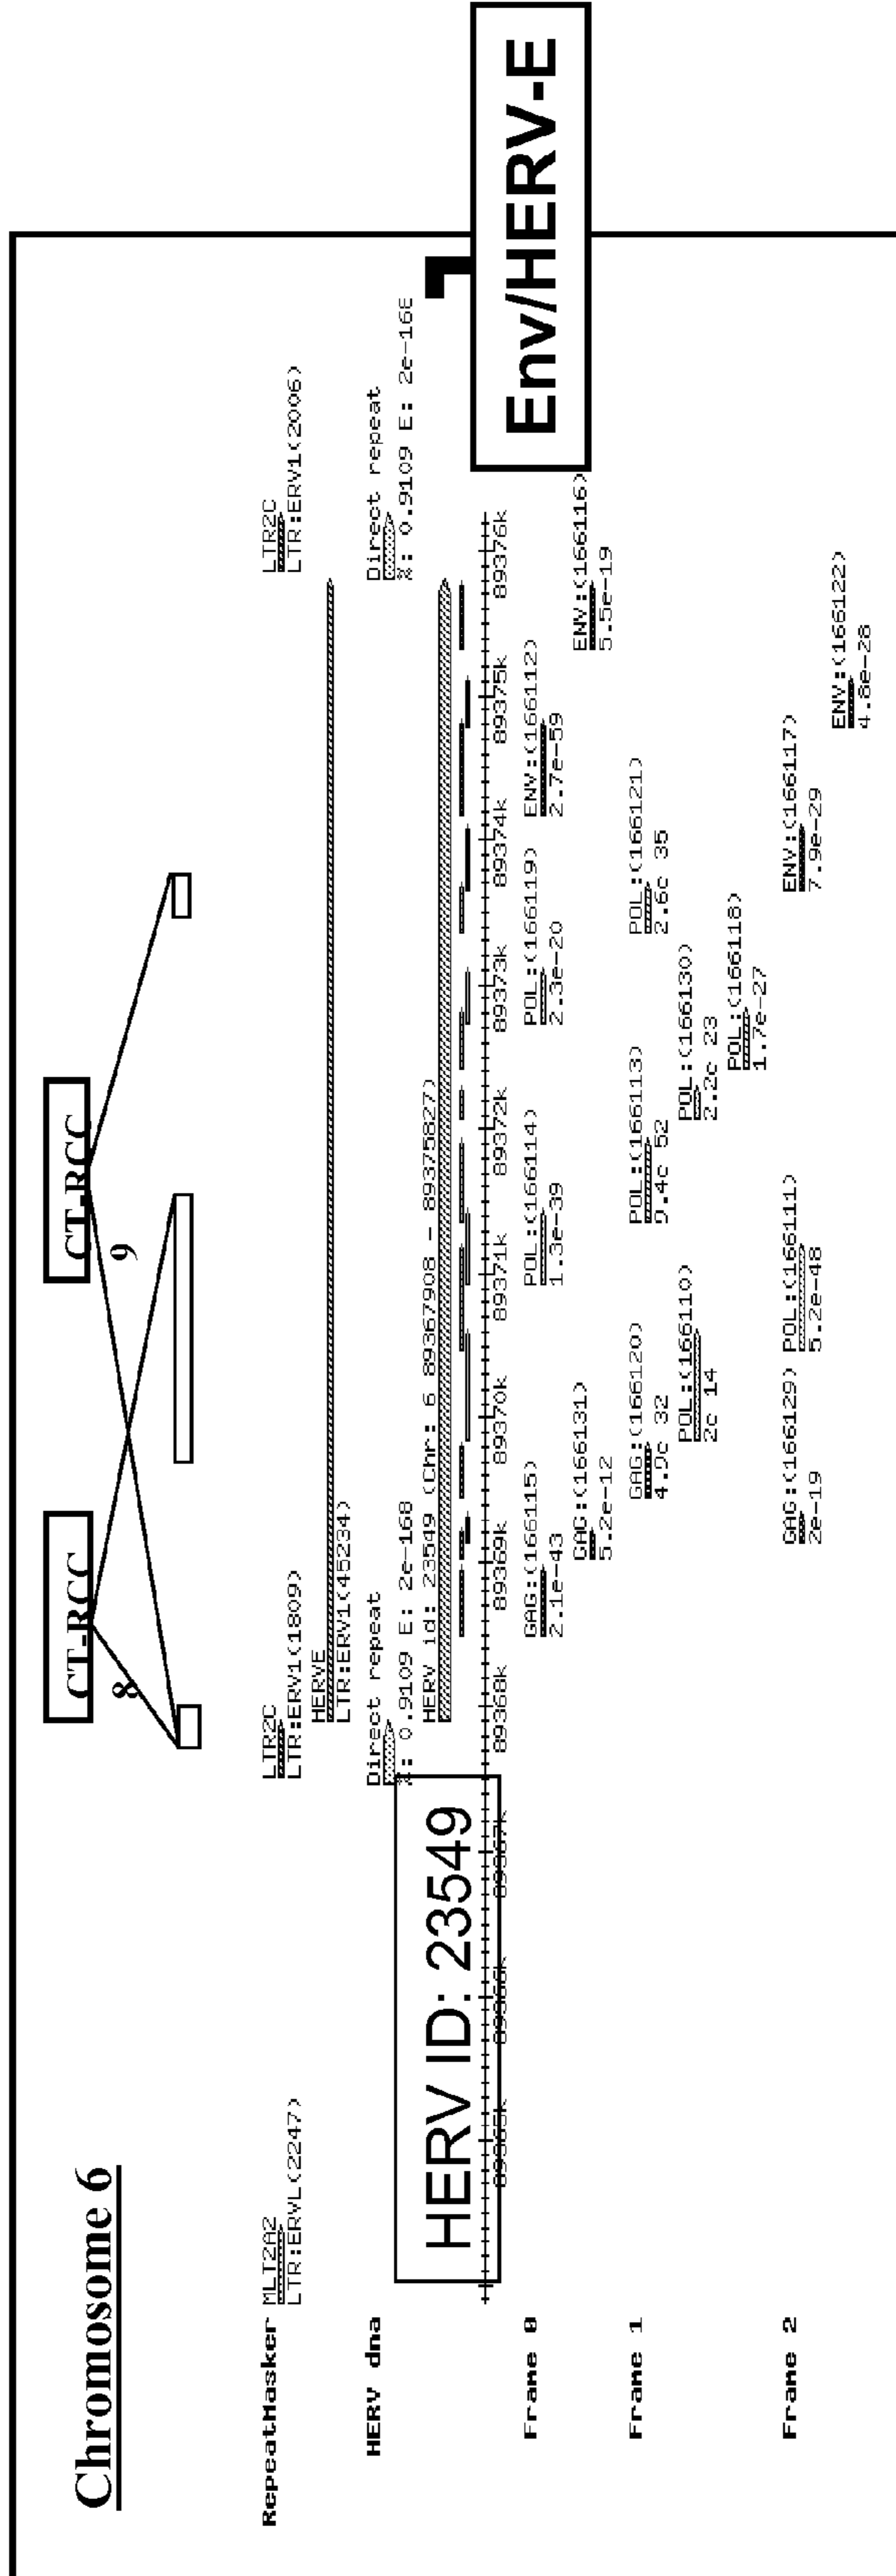 Chromosome 6
CT-RCC
8
CT-RCC
9
RepeatMasker
MLT2A2
LTR:ERVL(2247)
LTR2C
LTR:ERV1(1809)
LTR2C
LTR:ERV1(2006)
HERVE
LTR:ERV1(45234)
HERV dna
Direct repeat
%: 0.9109 E: 2e-168
Direct repeat
%: 0.9109 E: 2e-168
HERV id: 23549 (Chr: 6 89367908 - 89375827)
HERV ID: 23549
Env/HERV-E
89365k 89366k 89367k 89368k 89369k 89370k 89371k 89372k 89373k 89374k 89375k 89376k
Frame 0
GAG:(166115)
2.1e-43
POL:(166114)
1.3e-39
POL:(166119)
2.3e-20
ENV:(166112)
2.7e-59
GAG:(166131)
5.2e-12
ENV:(166116)
5.5e-19
Frame 1
GAG:(166120)
4.9e 32
POL:(166113)
9.4c 52
POL:(166121)
2.6c 35
POL:(166110)
2c 14
POL:(166130)
2.2c 23
POL:(166118)
1.7e-27
Frame 2
GAG:(166129)
2e-19
POL:(166111)
5.2e-48
ENV:(166117)
7.9e-29
ENV:(166122)
4.8e-28